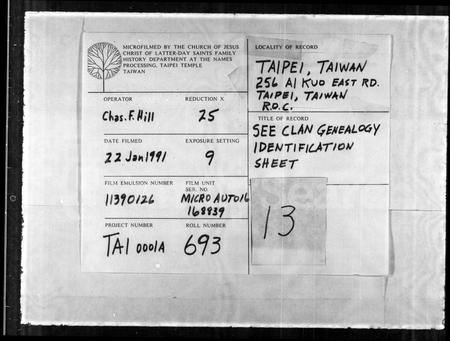 MICROFILMED BY THE CHURCH OF JESUS
CHRIST OF LATTER-DAY SAINTS FAMILY
HISTORY DEPARTMENT AT THE NAMES
PROCESSING, TAIPEI TEMPLE
TAIWAN
OPERATOR
REDUCTION X
Chas. F. Hill
25
DATE FILMED
EXPOSURE SETTING
22 Jan 1991
9
FILM EMULSION NUMBER
FILM UNIT
SER. NO.
11390126
MICRO AUTO 16
168839
PROJECT NUMBER
ROLL NUMBER
TAI 0001A
693
LOCALITY OF RECORD
TAIPEI, TAIWAN
256 AI KUO EAST RD.
TAIPEI, TAIWAN
R.O.C.
TITLE OF RECORD
SEE CLAN GENEALOGY
IDENTIFICATION
SHEET
13